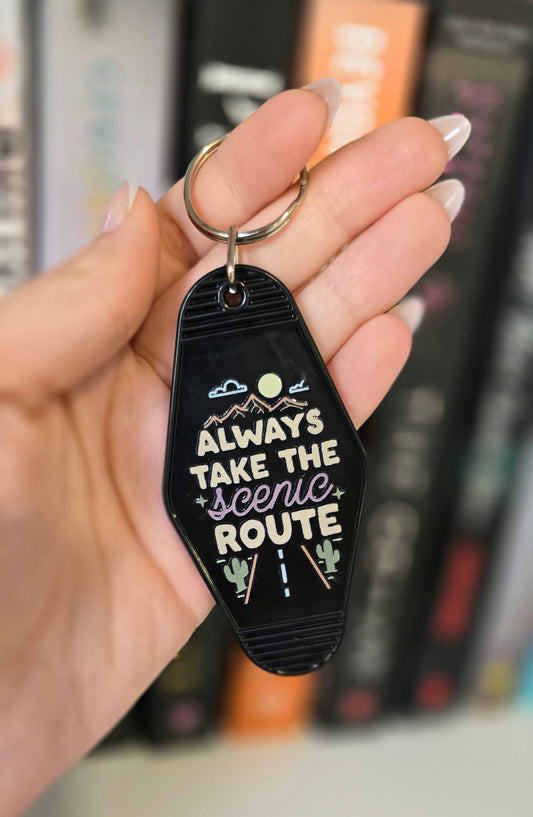 ALWAYS
TAKE THE
scenic
ROUTE